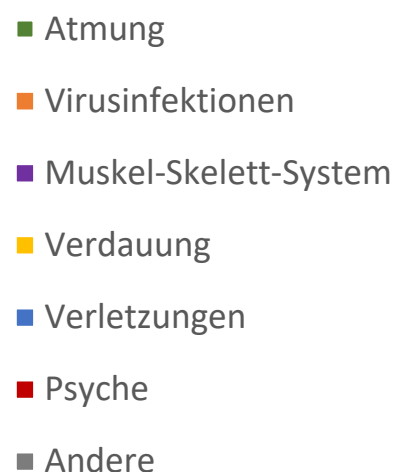 Atmung
Virusinfektionen
Muskel-Skelett-System
Verdauung
Verletzungen
Psyche
Andere